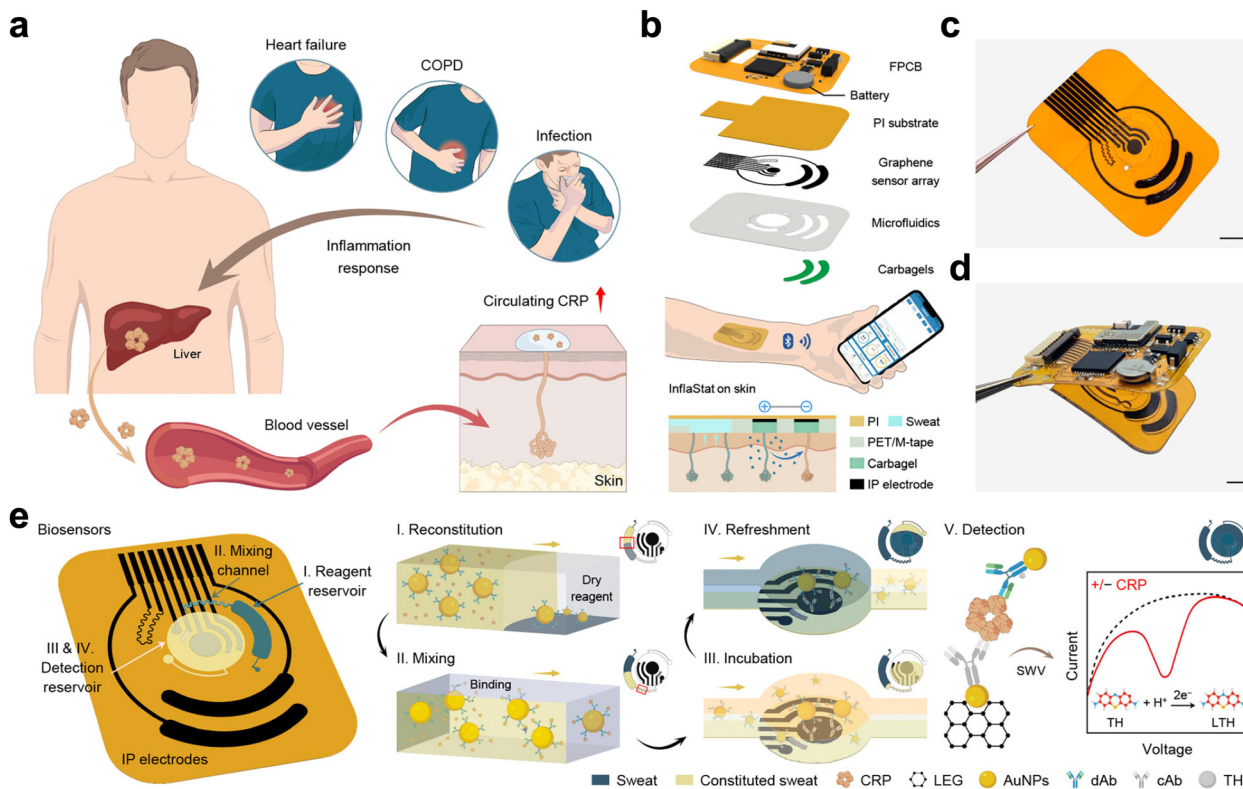 a
Heart failure
COPD
Infection
Inflammation
response
Liver
Circulating CRP
Blood vessel
Skin
b
FPCB
Battery
PI substrate
Graphene
sensor array
Microfluidics
Carbagels
InflaStat on skin
+
−
PI
Sweat
PET/M-tape
Carbagel
IP electrode
c
d
e
Biosensors
II. Mixing
channel
I. Reagent
reservoir
III & IV.
Detection
reservoir
IP electrodes
I. Reconstitution
Dry
reagent
II. Mixing
Binding
IV. Refreshment
III. Incubation
V. Detection
SWV
+/− CRP
Current
TH
+ H⁺
2e⁻
LTH
Voltage
Sweat
Constituted sweat
CRP
LEG
AuNPs
dAb
cAb
TH